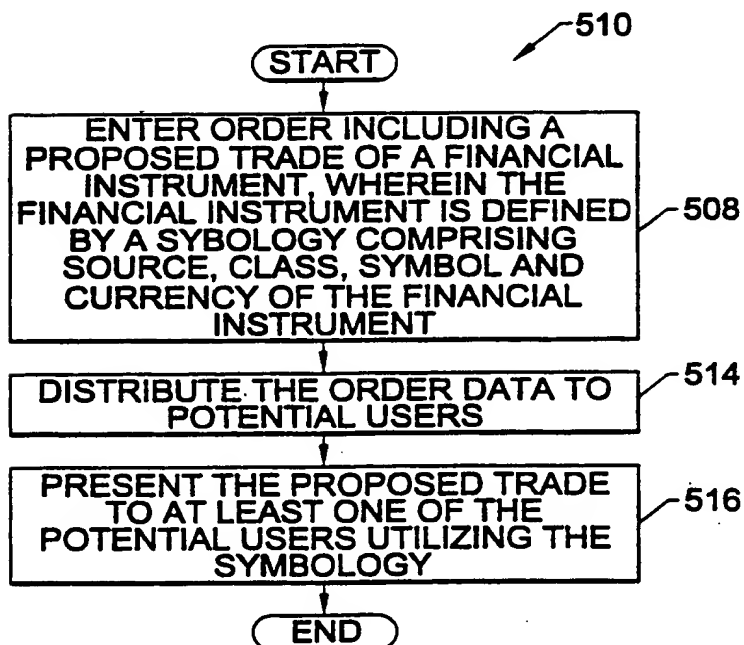 510
START
ENTER ORDER INCLUDING A
PROPOSED TRADE OF A FINANCIAL
INSTRUMENT, WHEREIN THE
FINANCIAL INSTRUMENT IS DEFINED
BY A SYBOLOGY COMPRISING
SOURCE, CLASS, SYMBOL AND
CURRENCY OF THE FINANCIAL
INSTRUMENT
508
DISTRIBUTE THE ORDER DATA TO
POTENTIAL USERS
514
PRESENT THE PROPOSED TRADE
TO AT LEAST ONE OF THE
POTENTIAL USERS UTILIZING THE
SYMBOLOGY
516
END